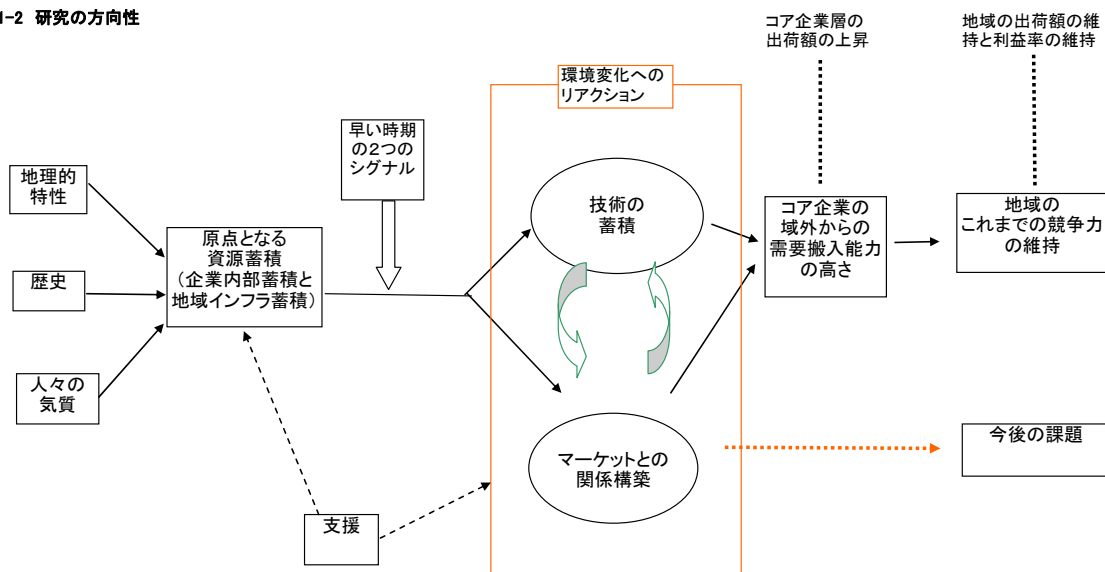 1-2 研究の方向性
コア企業層の
出荷額の上昇
地域の出荷額の維
持と利益率の維持
環境変化への
リアクション
早い時期
の２つの
シグナル
地理的
特性
歴史
人々の
気質
原点となる
資源蓄積
（企業内部蓄積と
地域インフラ蓄積）
技術の
蓄積
マーケットとの
関係構築
コア企業の
域外からの
需要搬入能力
の高さ
地域の
これまでの競争力
の維持
今後の課題
支援